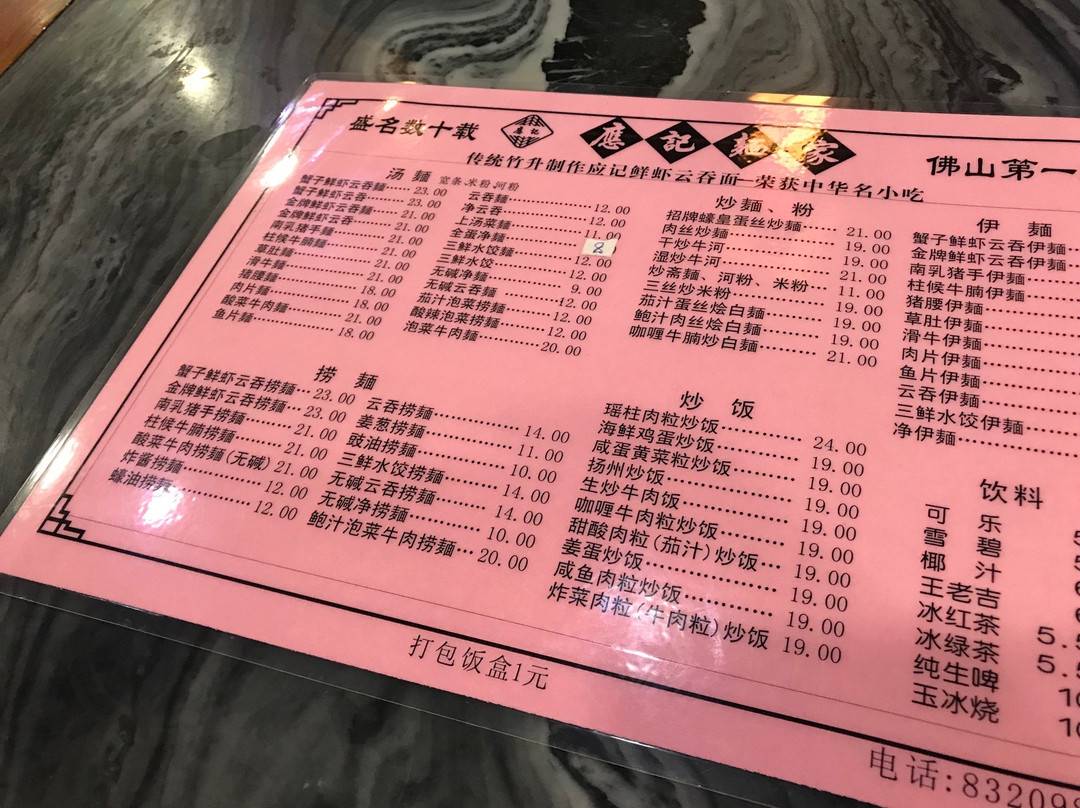 盛名数十载 應記 應記麵家 佛山第一
传统竹升制作应记鲜虾云吞面—荣获中华名小吃
汤 麵 宽条.米粉.河粉
蟹子鲜虾云吞麵 23.00
蟹子鲜虾云吞 23.00
金牌鲜虾云吞麵 21.00
金牌鲜虾云吞 21.00
南乳猪手麵 21.00
柱候牛腩麵 21.00
草肚麵 21.00
滑牛麵 21.00
猪腰麵 18.00
肉片麵 18.00
酸菜牛肉麵 21.00
鱼片麵 18.00
云吞麵 12.00
净云吞 12.00
上汤菜麵 11.00
全蛋净麵 8
三鲜水饺麵 12.00
三鲜水饺 12.00
无碱净麵 9.00
无碱云吞麵 12.00
茄汁泡菜捞麵 12.00
酸辣泡菜捞麵 12.00
泡菜牛肉麵 20.00
炒麵、粉
招牌蠔皇蛋丝炒麵 21.00
肉丝炒麵 19.00
干炒牛河 19.00
湿炒牛河 21.00
炒斋麵、河粉、米粉 11.00
三丝炒米粉 19.00
茄汁蛋丝烩白麵 19.00
鲍汁肉丝烩白麵 19.00
咖喱牛腩炒白麵 21.00
伊 麵
蟹子鲜虾云吞伊麵
金牌鲜虾云吞伊麵
南乳猪手伊麵
柱候牛腩伊麵
猪腰伊麵
草肚伊麵
滑牛伊麵
肉片伊麵
鱼片伊麵
云吞伊麵
三鲜水饺伊麵
净伊麵
捞 麵
蟹子鲜虾云吞捞麵 23.00
金牌鲜虾云吞捞麵 23.00
南乳猪手捞麵 21.00
柱候牛腩捞麵 21.00
酸菜牛肉捞麵(无碱) 21.00
炸酱捞麵 12.00
蠔油捞麵 12.00
云吞捞麵 14.00
姜葱捞麵 11.00
豉油捞麵 10.00
三鲜水饺捞麵 14.00
无碱云吞捞麵 14.00
无碱净捞麵 10.00
鲍汁泡菜牛肉捞麵 20.00
炒 饭
瑶柱肉粒炒饭 24.00
海鲜鸡蛋炒饭 19.00
咸蛋黄菜粒炒饭 19.00
扬州炒饭 19.00
生炒牛肉饭 19.00
咖喱牛肉粒炒饭 19.00
甜酸肉粒(茄汁)炒饭 19.00
姜蛋炒饭 19.00
咸鱼肉粒炒饭 19.00
炸菜肉粒(牛肉粒)炒饭 19.00
饮料
可 乐
雪 碧
椰 汁
王老吉
冰红茶 5.5
冰绿茶 5.5
纯生啤
玉冰烧
打包饭盒1元
电话:83209